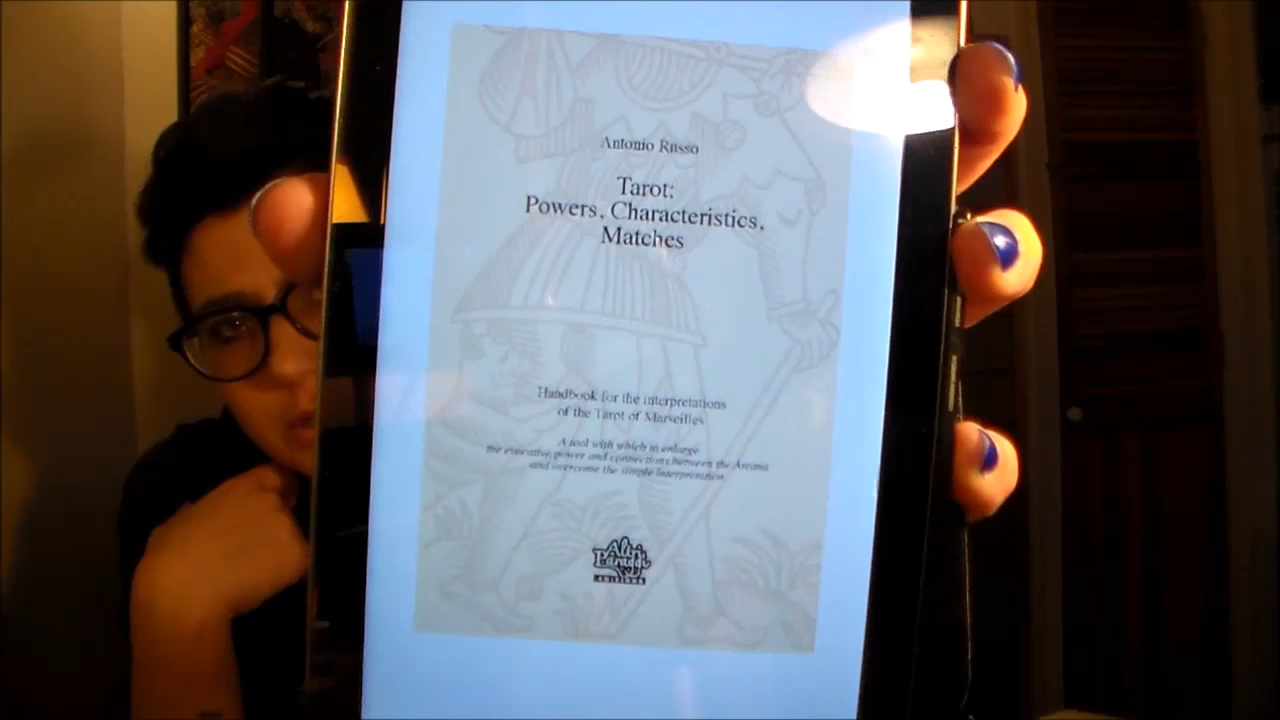 Antonio Russo
Tarot:
Powers, Characteristics,
Matches
Handbook for the interpretations
of the Tarot of Marseilles
A tool with which to enlarge
the evocative power and connections between the Arcana
and overcome the simple interpretation
EDIZIONI